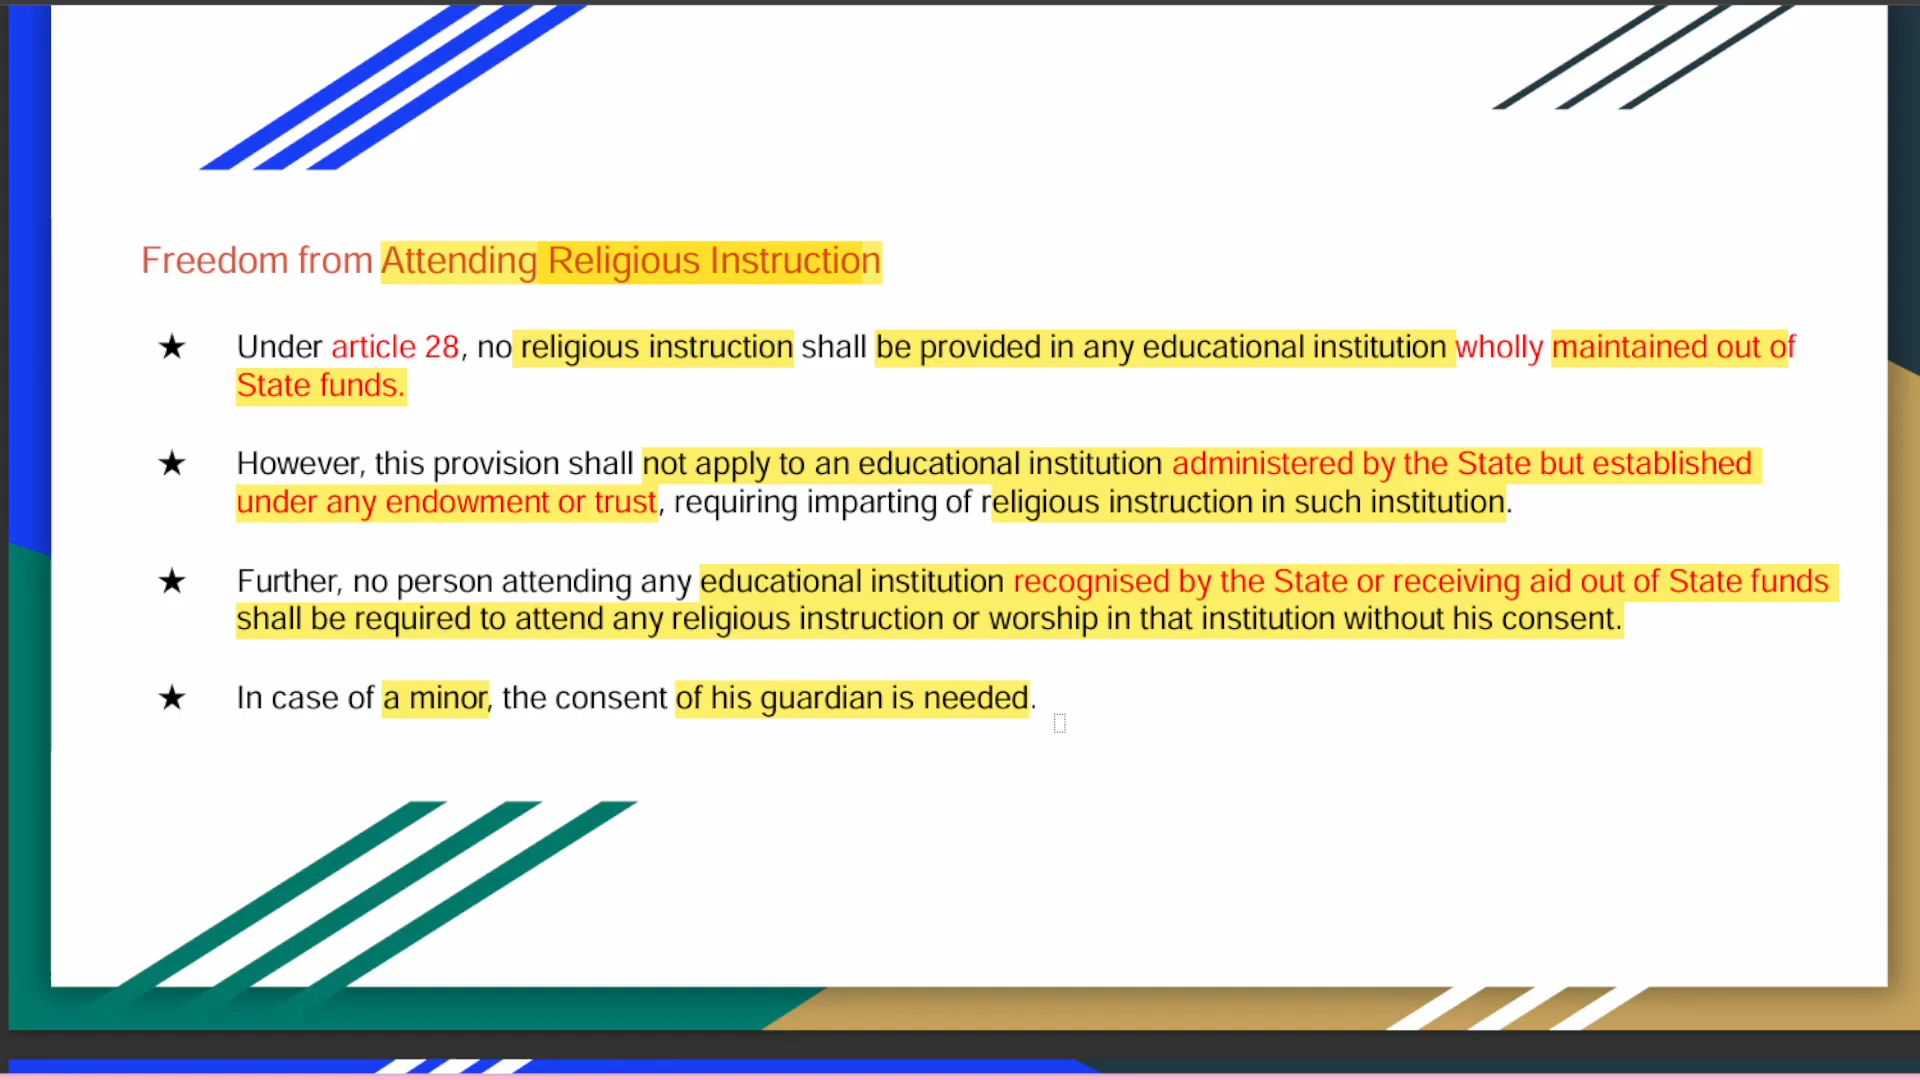 Freedom from Attending Religious Instruction
★ Under article 28, no religious instruction shall be provided in any educational institution wholly maintained out of
State funds.
★ However, this provision shall not apply to an educational institution administered by the State but established
under any endowment or trust, requiring imparting of religious instruction in such institution.
★ Further, no person attending any educational institution recognised by the State or receiving aid out of State funds
shall be required to attend any religious instruction or worship in that institution without his consent.
★ In case of a minor, the consent of his guardian is needed.